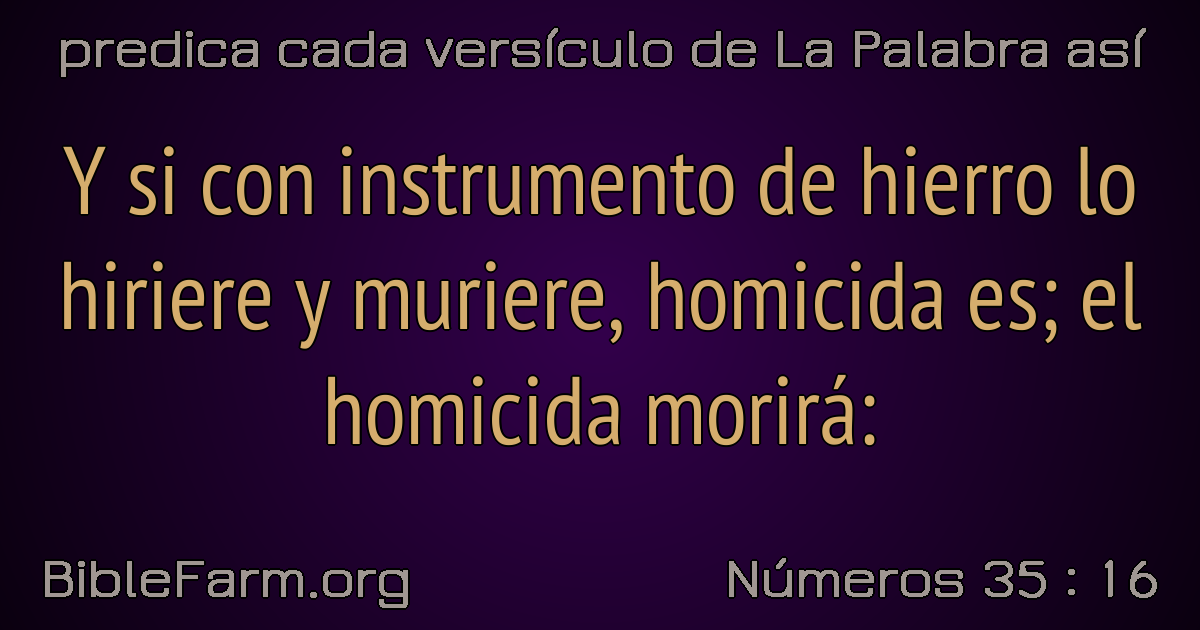 predica cada versículo de La Palabra así
Y si con instrumento de hierro lo
hiriere y muriere, homicida es; el
homicida morirá:
BibleFarm.org
Números 35 : 16